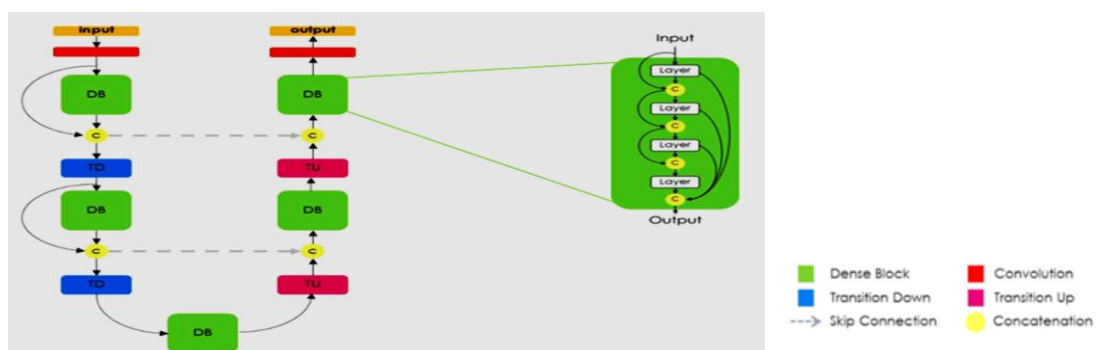 Input
output
DB
DB
C
C
TD
TU
DB
DB
C
C
TD
TU
DB
Input
Layer
C
Layer
C
Layer
C
Layer
C
Output
Dense Block
Convolution
Transition Down
Transition Up
Skip Connection
Concatenation